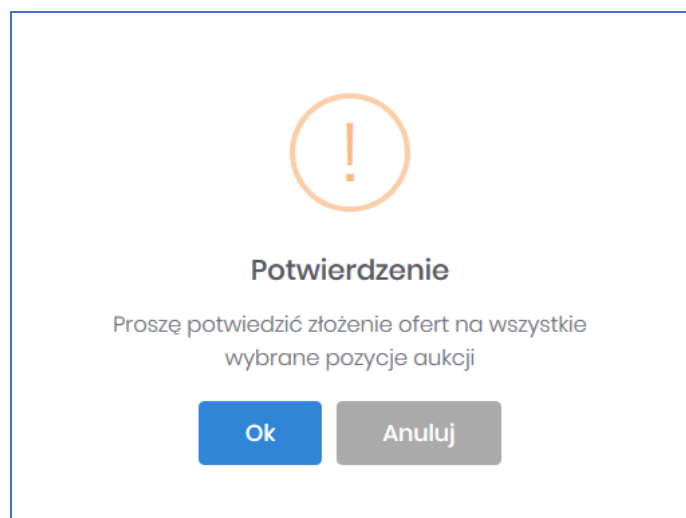 !
Potwierdzenie
Proszę potwiedzić złożenie ofert na wszystkie
wybrane pozycje aukcji
Ok Anuluj